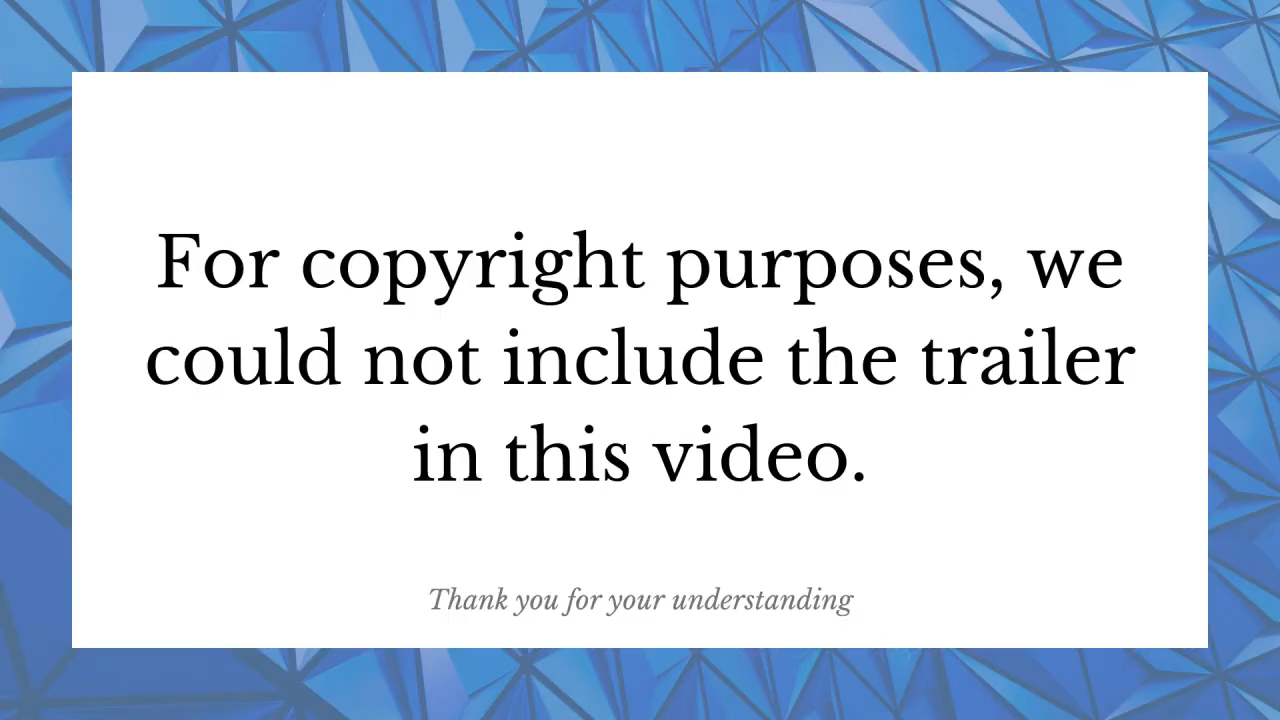 For copyright purposes, we
could not include the trailer
in this video.
Thank you for your understanding